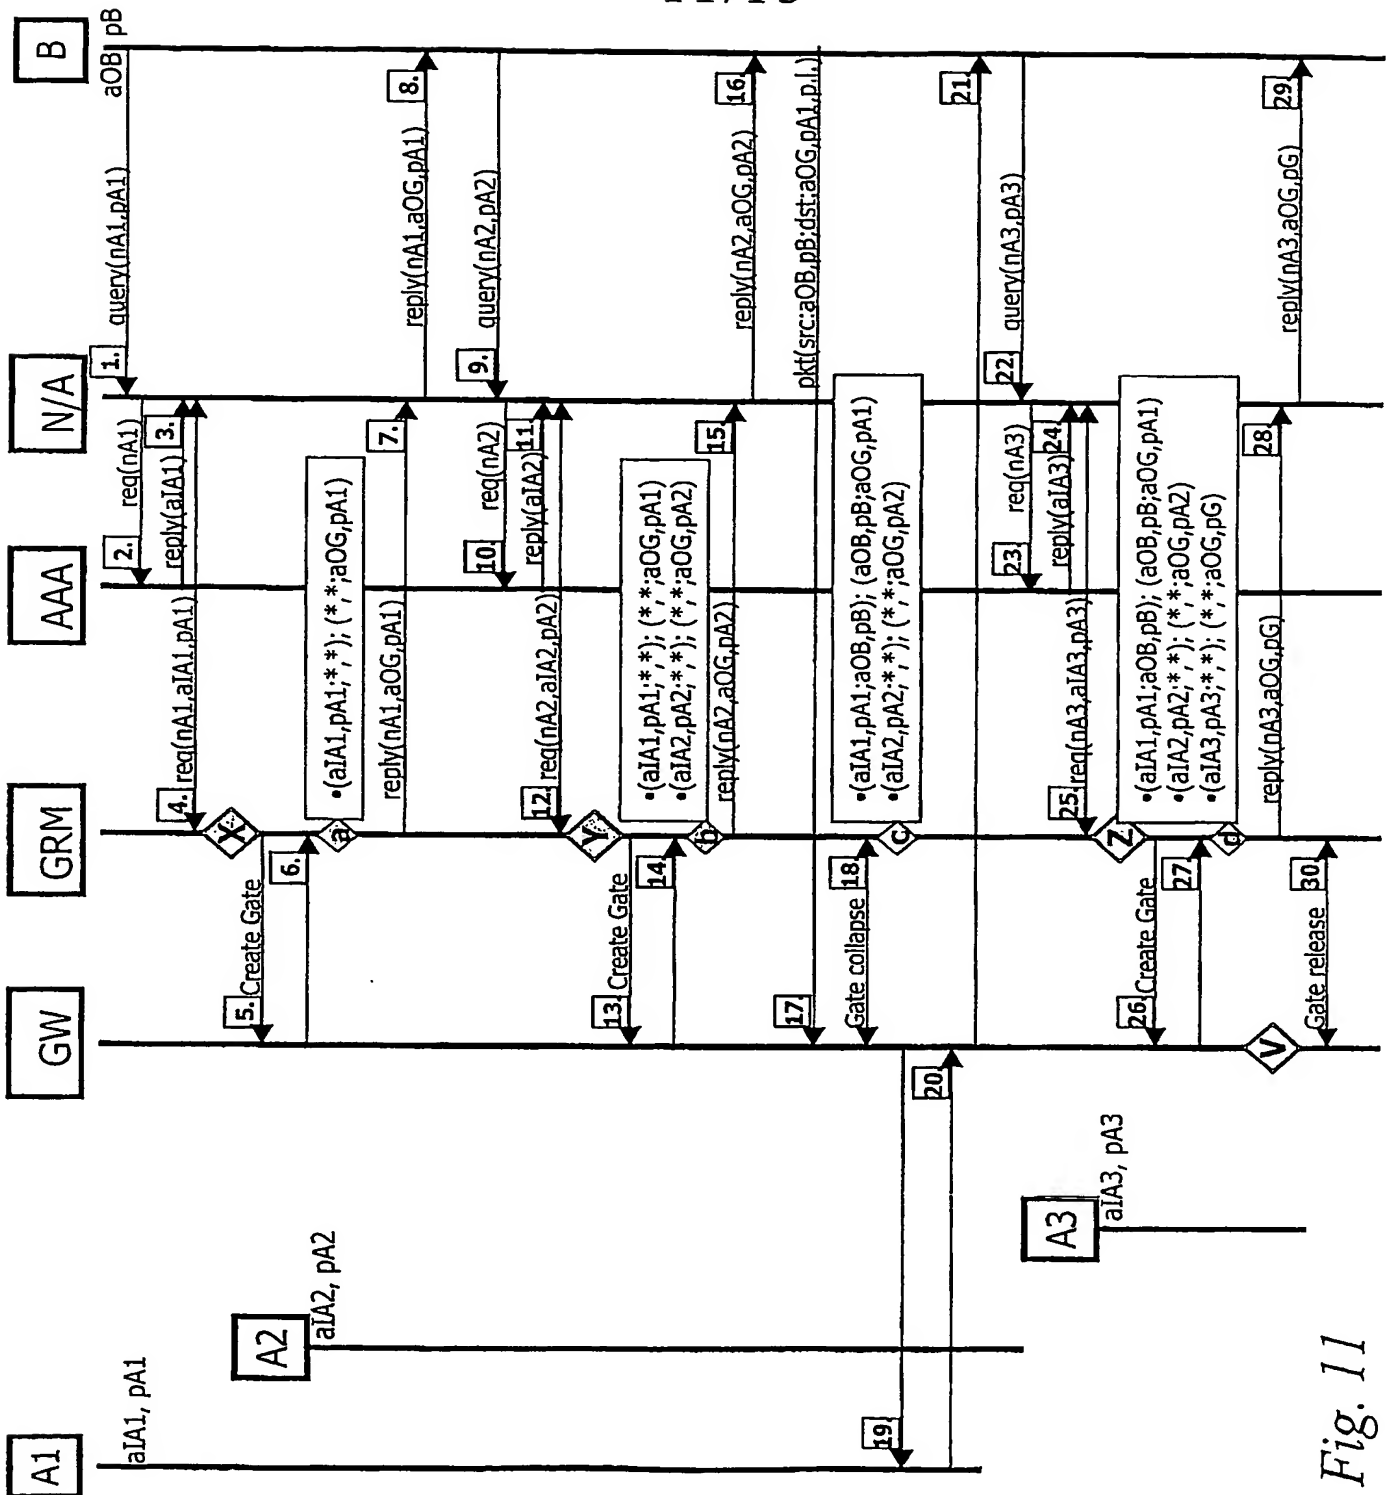 A1
A2
A3
GW
GRM
AAA
N/A
B
aIA1, pA1
aIA2, pA2
aIA3, pA3
aOB, pB
1. query(nA1,pA1)
2. req(nA1)
3. reply(aIA1)
4. req(nA1,aIA1,pA1)
X
5. Create Gate
6.
a
•(aIA1,pA1;*,*); (*,*;aOG,pA1)
7. reply(nA1,aOG,pA1)
8. reply(nA1,aOG,pA1)
9. query(nA2,pA2)
10. req(nA2)
11. reply(aIA2)
12. req(nA2,aIA2,pA2)
Y
13. Create Gate
14.
b
•(aIA1,pA1;*,*); (*,*;aOG,pA1)
•(aIA2,pA2;*,*); (*,*;aOG,pA2)
15. reply(nA2,aOG,pA2)
16. reply(nA2,aOG,pA2)
17. pkt(src:aOB,pB;dst:aOG,pA1,p.l.)
18. Gate collapse
c
•(aIA1,pA1;aOB,pB); (aOB,pB;aOG,pA1)
•(aIA2,pA2;*,*); (*,*;aOG,pA2)
19.
20.
21.
22. query(nA3,pA3)
23. req(nA3)
24. reply(aIA3)
25. req(nA3,aIA3,pA3)
Z
26. Create Gate
27.
d
•(aIA1,pA1;aOB,pB); (aOB,pB;aOG,pA1)
•(aIA2,pA2;*,*); (*,*;aOG,pA2)
•(aIA3,pA3;*,*); (*,*;aOG,pG)
28. reply(nA3,aOG,pG)
29. reply(nA3,aOG,pG)
V
30. Gate release
Fig. 11